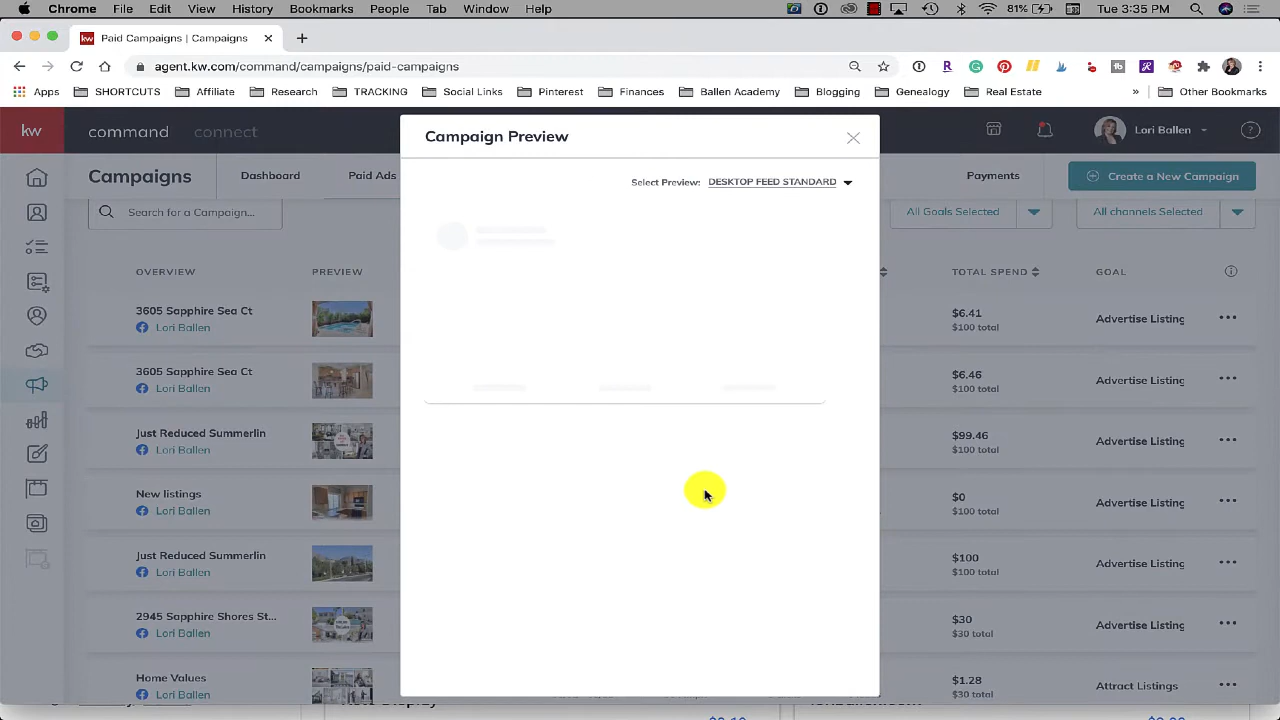 Chrome File Edit View History Bookmarks People Tab Window Help 81% Tue 3:35 PM
Paid Campaigns | Campaigns
agent.kw.com/command/campaigns/paid-campaigns
Apps SHORTCUTS Affiliate Research TRACKING Social Links Pinterest Finances Ballen Academy Blogging Genealogy Real Estate » Other Bookmarks
kw command connect Lori Ballen
Campaign Preview
Campaigns Dashboard Paid Ads Payments Create a New Campaign
Select Preview: DESKTOP FEED STANDARD
Search for a Campaign... All Goals Selected All channels Selected
OVERVIEW PREVIEW TOTAL SPEND GOAL
3605 Sapphire Sea Ct $6.41
Lori Ballen $100 total Advertise Listing
3605 Sapphire Sea Ct $6.46
Lori Ballen $100 total Advertise Listing
Just Reduced Summerlin $99.46
Lori Ballen $100 total Advertise Listing
New listings $0
Lori Ballen $100 total Advertise Listing
Just Reduced Summerlin $100
Lori Ballen $100 total Advertise Listing
2945 Sapphire Shores St... $30
Lori Ballen $30 total Advertise Listing
Home Values $1.28
Lori Ballen $30 total Attract Listings